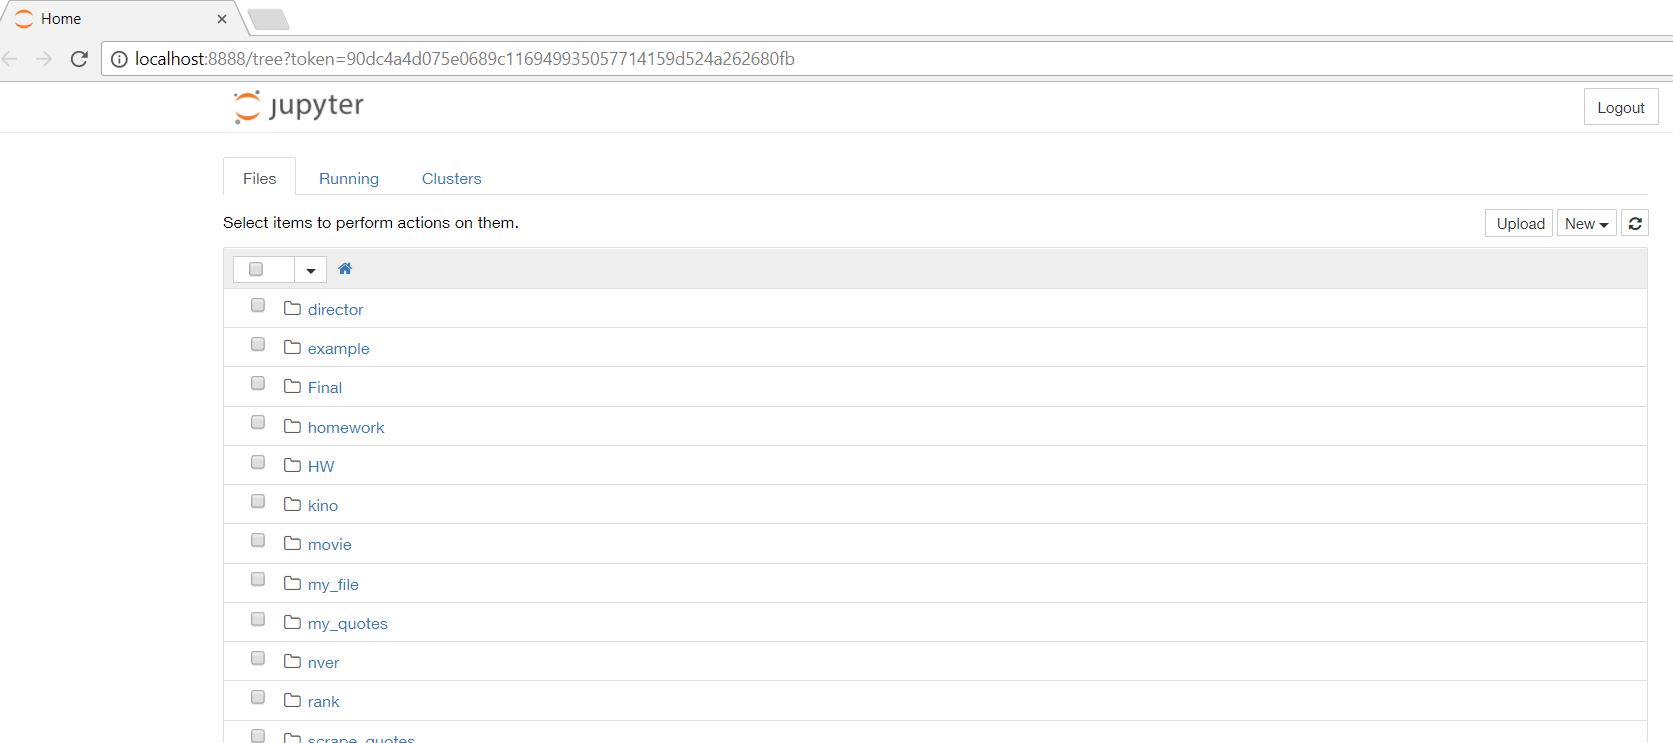 Home
localhost:8888/tree?token=90dc4a4d075e0689c116949935057714159d524a262680fb
jupyter
Logout
Files Running Clusters
Select items to perform actions on them.
Upload New
director
example
Final
homework
HW
kino
movie
my_file
my_quotes
nver
rank
scrape_quotes